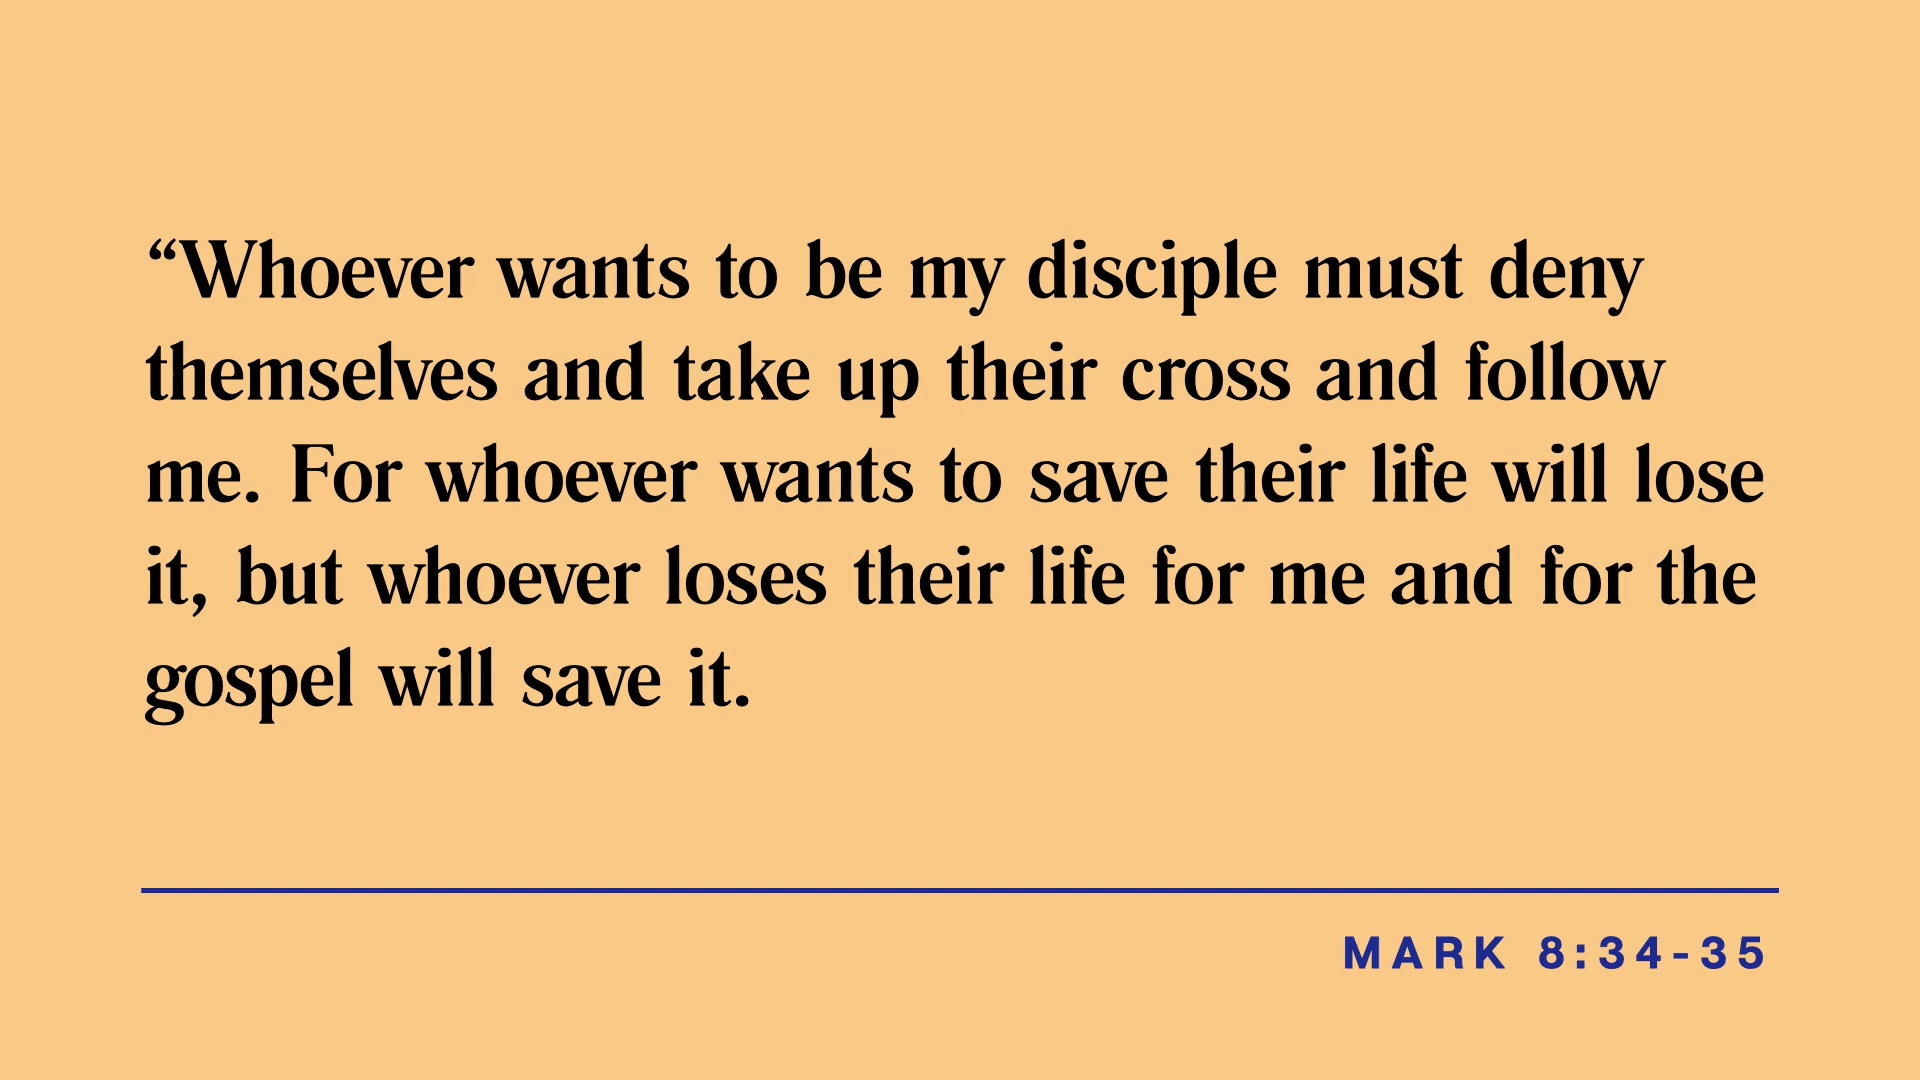 “Whoever wants to be my disciple must deny
themselves and take up their cross and follow
me. For whoever wants to save their life will lose
it, but whoever loses their life for me and for the
gospel will save it.
MARK 8:34-35